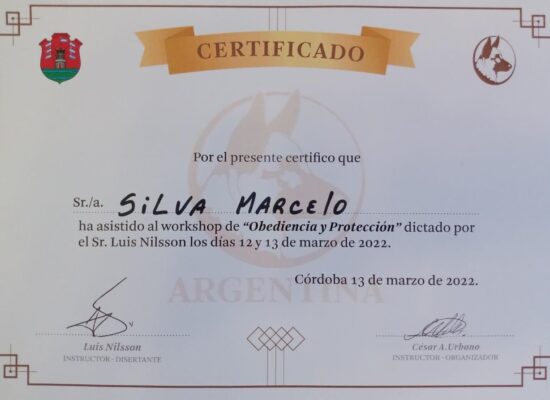 CERTIFICADO
Por el presente certifico que
Sr./a. SILVA MARCELO
ha asistido al workshop de “Obediencia y Protección” dictado por
el Sr. Luis Nilsson los días 12 y 13 de marzo de 2022.
Córdoba 13 de marzo de 2022.
ARGENTINA
Luis Nilsson
INSTRUCTOR - DISERTANTE
César A. Urbano
INSTRUCTOR - ORGANIZADOR